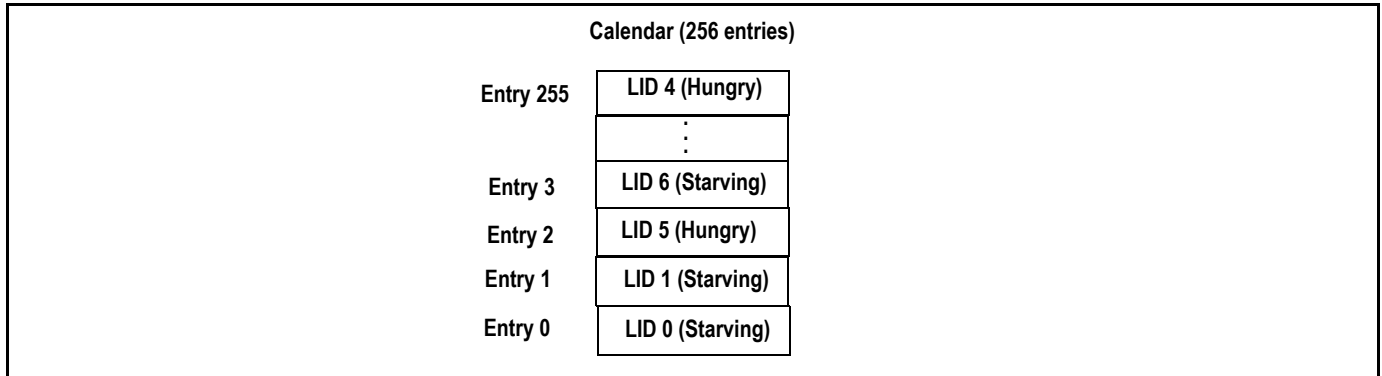 Calendar (256 entries)
Entry 255 LID 4 (Hungry)
Entry 3 LID 6 (Starving)
Entry 2 LID 5 (Hungry)
Entry 1 LID 1 (Starving)
Entry 0 LID 0 (Starving)